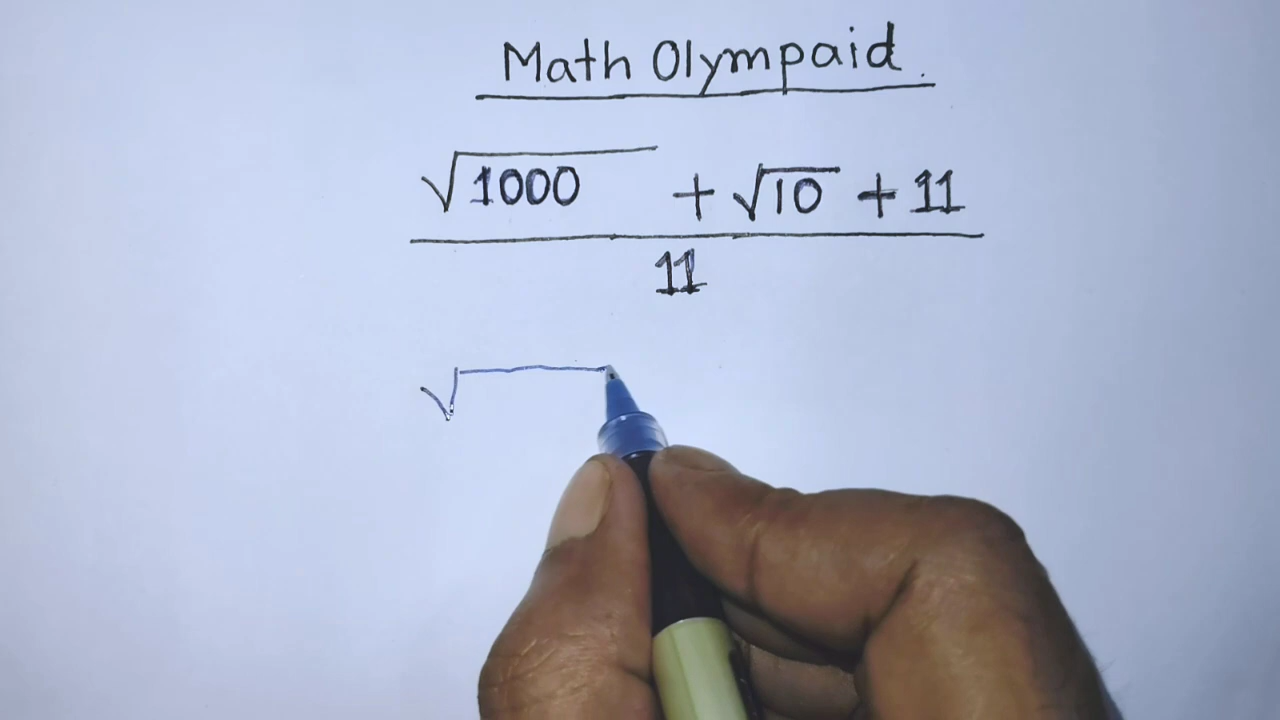 Math Olympaid.
√1000 + √10 + 11
11
√